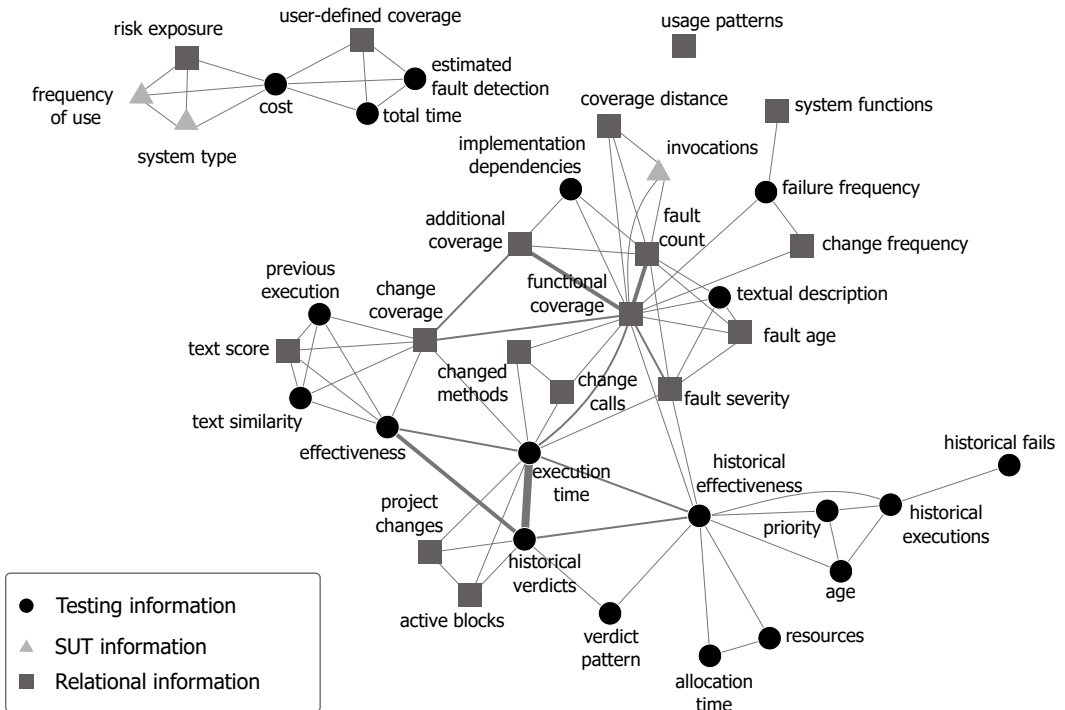 user-defined coverage
usage patterns
risk exposure
estimated
fault detection
frequency
of use
cost
total time
system type
coverage distance
system functions
implementation
dependencies
invocations
failure frequency
additional
coverage
fault
count
change frequency
previous
execution
change
coverage
functional
coverage
textual description
text score
fault age
changed
methods
change
calls
fault severity
text similarity
effectiveness
execution
time
historical
effectiveness
historical fails
project
changes
priority
historical
executions
historical
verdicts
age
active blocks
verdict
pattern
resources
allocation
time
Testing information
SUT information
Relational information